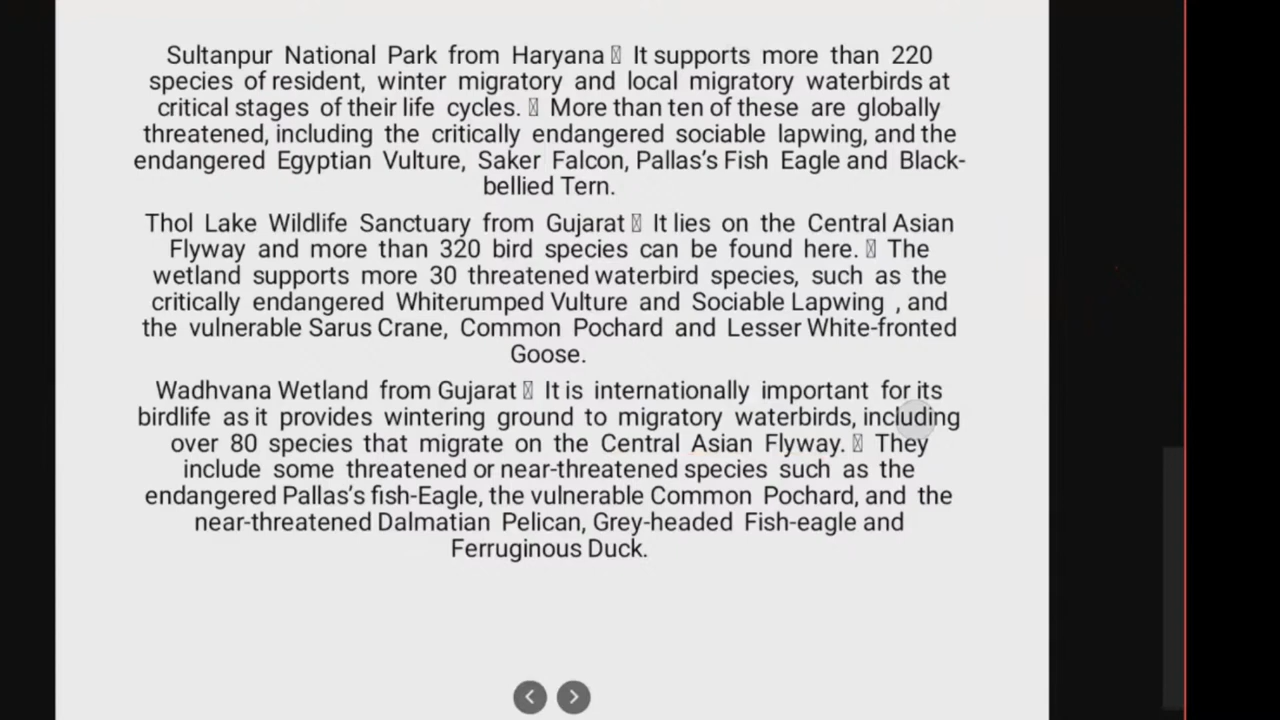 Sultanpur National Park from Haryana  It supports more than 220
species of resident, winter migratory and local migratory waterbirds at
critical stages of their life cycles.  More than ten of these are globally
threatened, including the critically endangered sociable lapwing, and the
endangered Egyptian Vulture, Saker Falcon, Pallas’s Fish Eagle and Black-
bellied Tern.
Thol Lake Wildlife Sanctuary from Gujarat  It lies on the Central Asian
Flyway and more than 320 bird species can be found here.  The
wetland supports more 30 threatened waterbird species, such as the
critically endangered Whiterumped Vulture and Sociable Lapwing , and
the vulnerable Sarus Crane, Common Pochard and Lesser White-fronted
Goose.
Wadhvana Wetland from Gujarat  It is internationally important for its
birdlife as it provides wintering ground to migratory waterbirds, including
over 80 species that migrate on the Central Asian Flyway.  They
include some threatened or near-threatened species such as the
endangered Pallas’s fish-Eagle, the vulnerable Common Pochard, and the
near-threatened Dalmatian Pelican, Grey-headed Fish-eagle and
Ferruginous Duck.